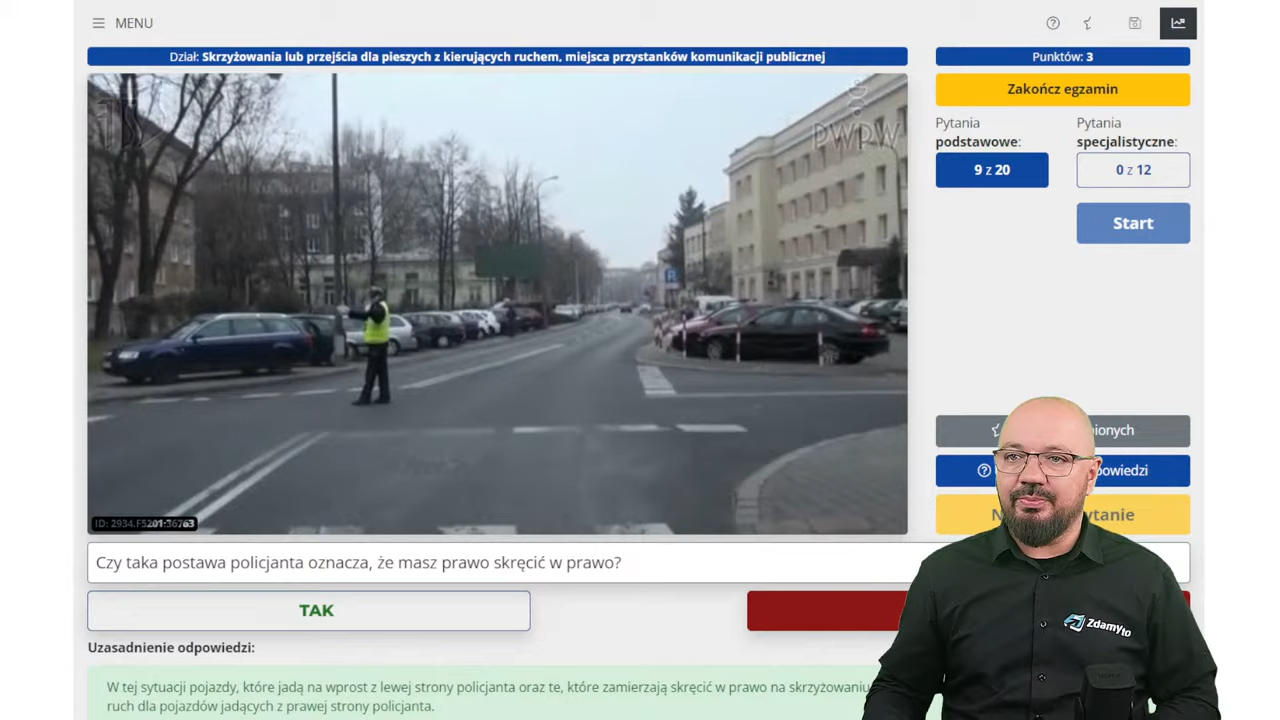 MENU
Dział: Skrzyżowania lub przejścia dla pieszych z kierujących ruchem, miejsca przystanków komunikacji publicznej
Punktów: 3
Zakończ egzamin
Pytania podstawowe:
Pytania specjalistyczne:
9 z 20
0 z 12
Start
PWPW
ID: 2934.
Czy taka postawa policjanta oznacza, że masz prawo skręcić w prawo?
TAK
Uzasadnienie odpowiedzi:
W tej sytuacji pojazdy, które jadą na wprost z lewej strony policjanta oraz te, które zamierzają skręcić w prawo na skrzyżowaniu
ruch dla pojazdów jadących z prawej strony policjanta.
Zdamyto